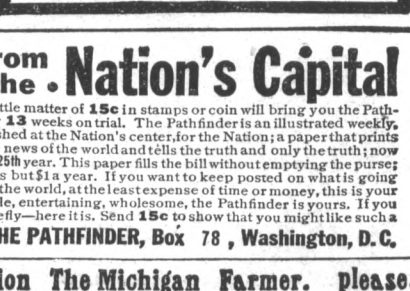 rom
he • Nation's Capital
ttle matter of 15c in stamps or coin will bring you the Path-
13 weeks on trial. The Pathfinder is an illustrated weekly,
shed at the Nation's center, for the Nation; a paper that prints
news of the world and tells the truth and only the truth; now
25th year. This paper fills the bill without emptying the purse;
s but $1 a year. If you want to keep posted on what is going
the world, at the least expense of time or money, this is your
le, entertaining, wholesome, the Pathfinder is yours. If you
efly—here it is. Send 15c to show that you might like such a
HE PATHFINDER, Box 78, Washington, D.C.
ion The Michigan Farmer. please